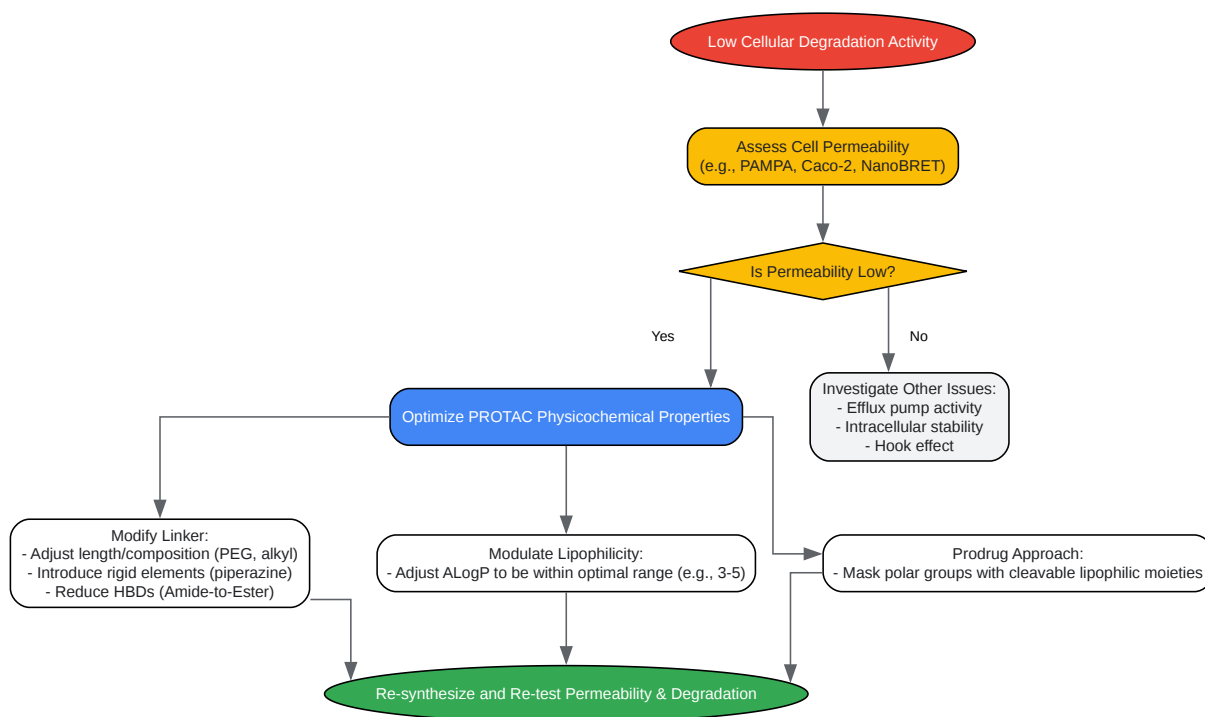 Low Cellular Degradation Activity
Assess Cell Permeability
(e.g., PAMPA, Caco-2, NanoBRET)
Is Permeability Low?
Yes
No
Investigate Other Issues:
- Efflux pump activity
- Intracellular stability
- Hook effect
Optimize PROTAC Physicochemical Properties
Modify Linker:
- Adjust length/composition (PEG, alkyl)
- Introduce rigid elements (piperazine)
- Reduce HBDs (Amide-to-Ester)
Modulate Lipophilicity:
- Adjust ALogP to be within optimal range (e.g., 3-5)
Prodrug Approach:
- Mask polar groups with cleavable lipophilic moieties
Re-synthesize and Re-test Permeability & Degradation